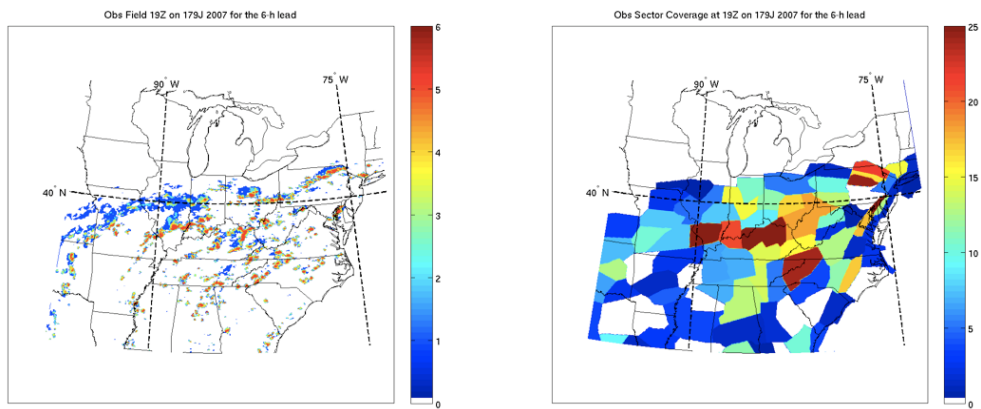 Obs Field 19Z on 179J 2007 for the 6-h lead
90° W
75° W
40° N
6
5
4
3
2
1
0
Obs Sector Coverage at 19Z on 179J 2007 for the 6-h lead
90° W
75° W
40° N
25
20
15
10
5
0